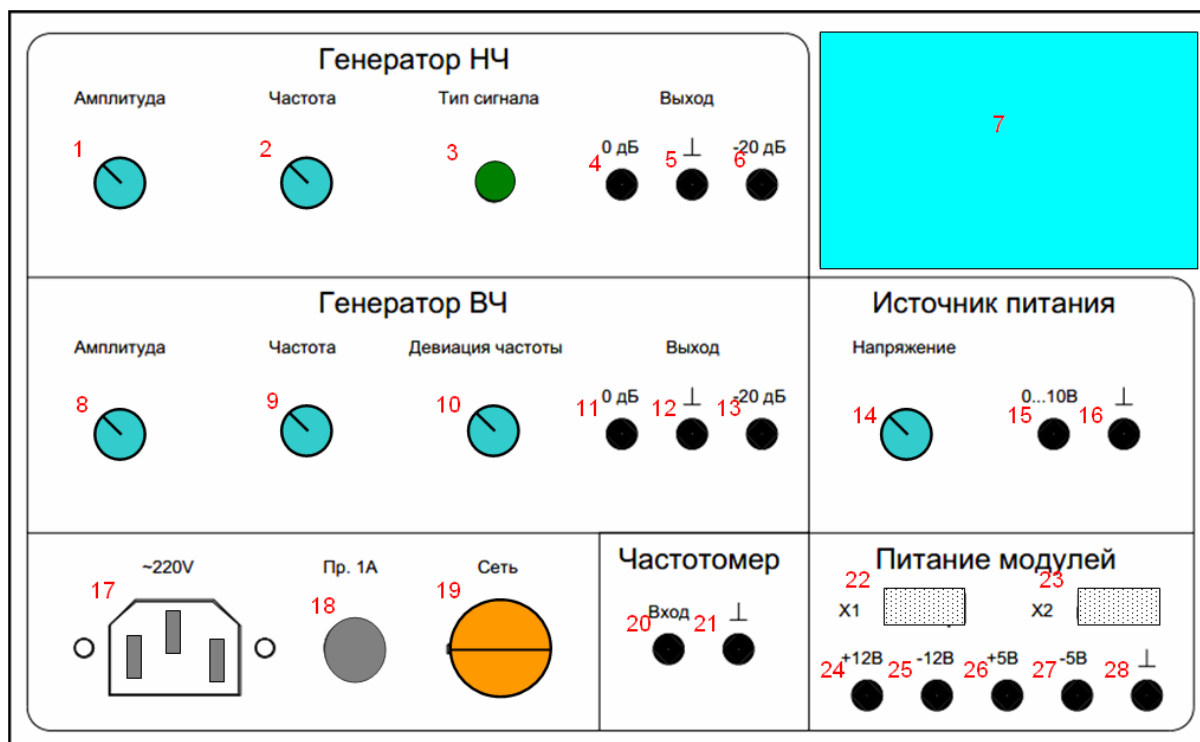 Генератор НЧ
Амплитуда Частота Тип сигнала Выход
1 2 3 4 0 дБ 5 ⊥ 6 -20 дБ
7
Генератор ВЧ
Амплитуда Частота Девиация частоты Выход
8 9 10 11 0 дБ 12 ⊥ 13 -20 дБ
Источник питания
Напряжение
14 15 0...10В 16 ⊥
~220V Пр. 1А Сеть
17 18 19
Частотомер
20 Вход 21 ⊥
Питание модулей
22 X1 23 X2
24 +12В 25 -12В 26 +5В 27 -5В 28 ⊥